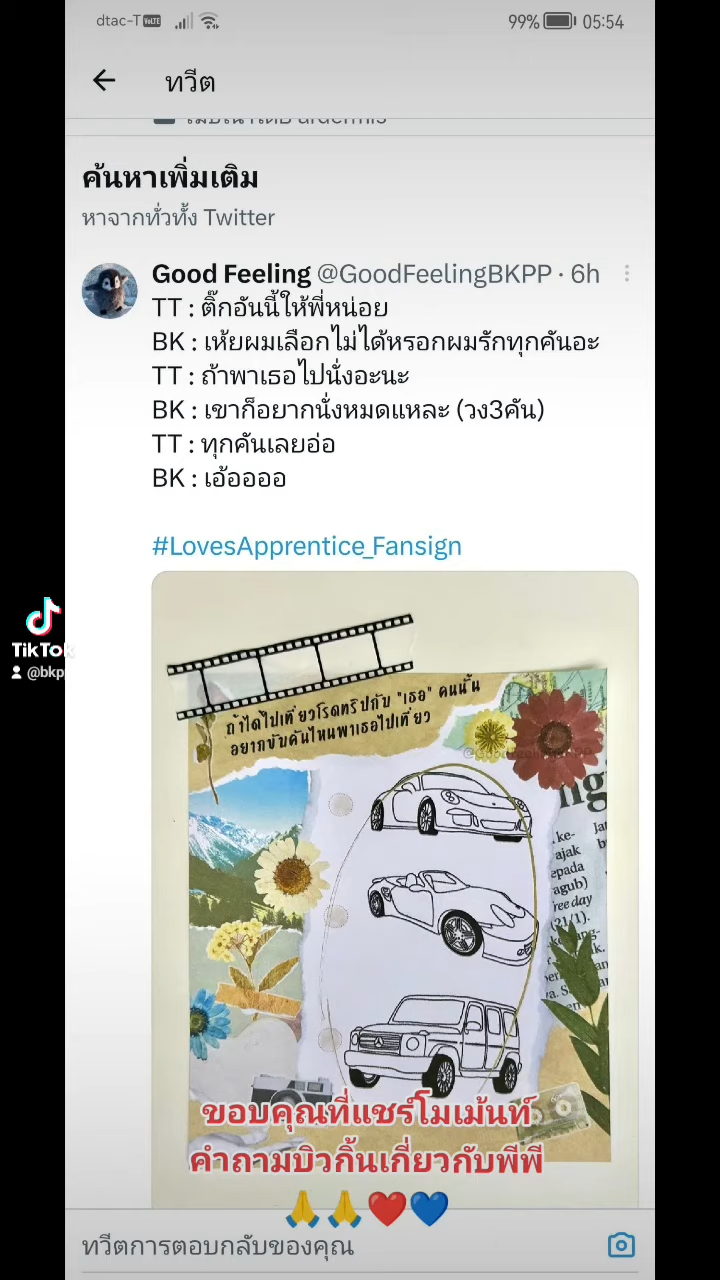 dtac-T VoLTE 99% 05:54
ทวีต
ค้นหาเพิ่มเติม
หาจากทั่วทั้ง Twitter
Good Feeling @GoodFeelingBKPP · 6h
TT : ติ๊กอันนี้ให้พี่หน่อย
BK : เห้ยผมเลือกไม่ได้หรอกผมรักทุกคันอะ
TT : ถ้าพาเธอไปนั่งอะนะ
BK : เขาก็อยากนั่งหมดแหละ (วง3คัน)
TT : ทุกคันเลยอ่อ
BK : เอ้ออออ
#LovesApprentice_Fansign
ถ้าได้ไปเที่ยวโรดทริปกับ "เธอ" คนนั้น
อยากขับคันไหนพาเธอไปเที่ยว
ke-
ajak
epada
agub)
ree day
21/1).
TikTok
@bkp
ขอบคุณที่แชร์โมเม้นท์
คำถามบิวกิ้นเกี่ยวกับพีพี
🙏🙏❤️💙
ทวีตการตอบกลับของคุณ